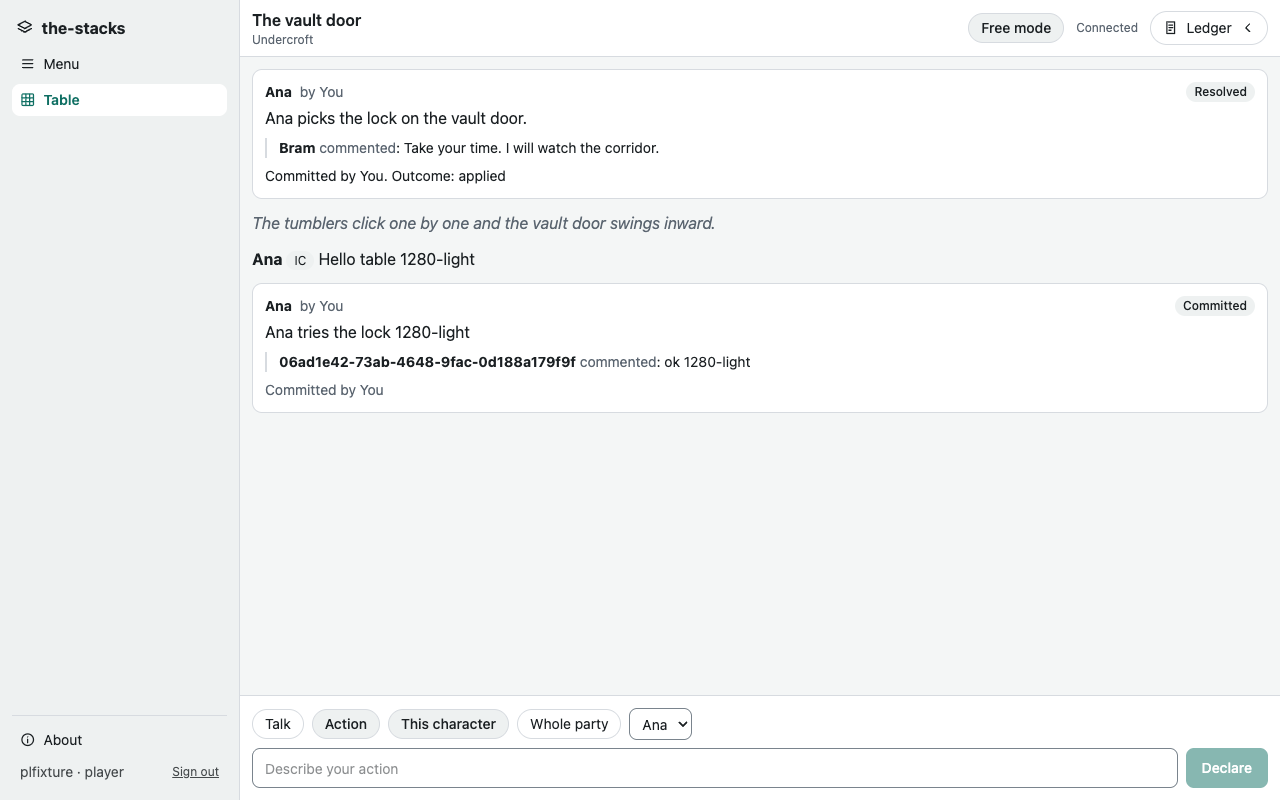 the-stacks
Menu
Table
About
plfixture · player
Sign out
The vault door
Undercroft
Free mode
Connected
Ledger
Ana by You
Resolved
Ana picks the lock on the vault door.
Bram commented: Take your time. I will watch the corridor.
Committed by You. Outcome: applied
The tumblers click one by one and the vault door swings inward.
Ana IC Hello table 1280-light
Ana by You
Committed
Ana tries the lock 1280-light
06ad1e42-73ab-4648-9fac-0d188a179f9f commented: ok 1280-light
Committed by You
Talk
Action
This character
Whole party
Ana
Describe your action
Declare